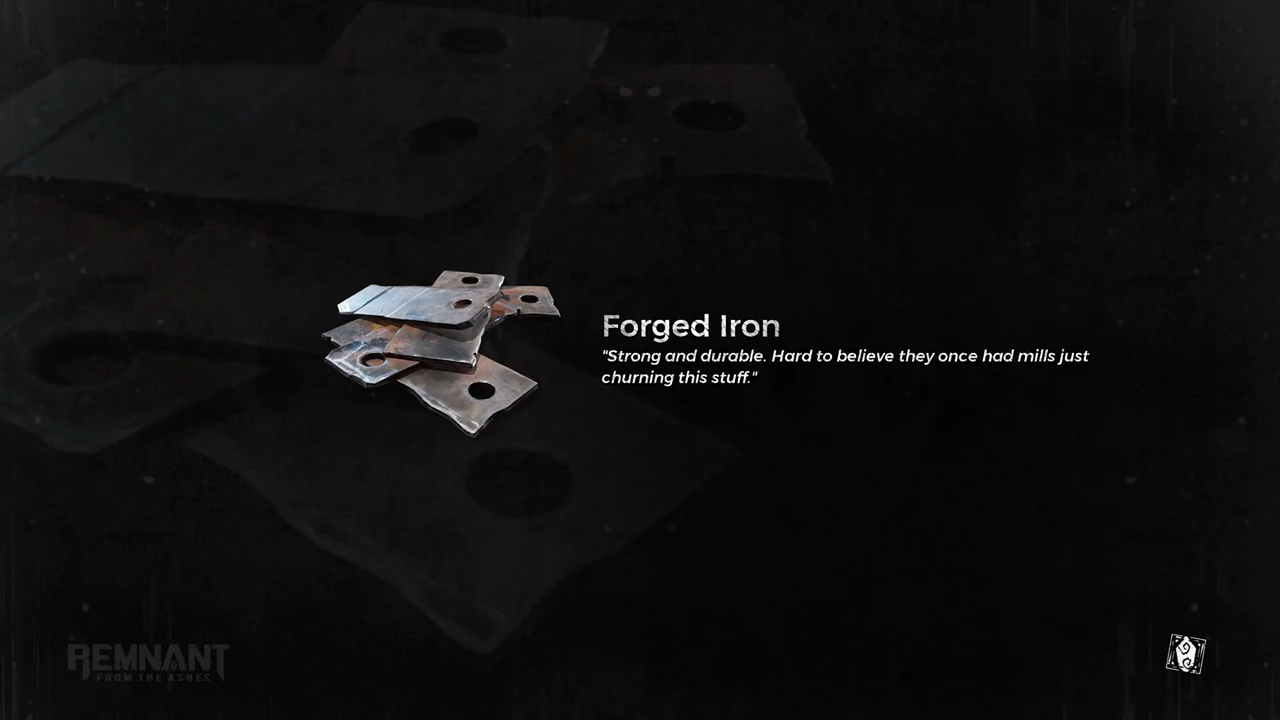 Forged Iron
"Strong and durable. Hard to believe they once had mills just
churning this stuff."
REMNANT
FROM THE ASHES